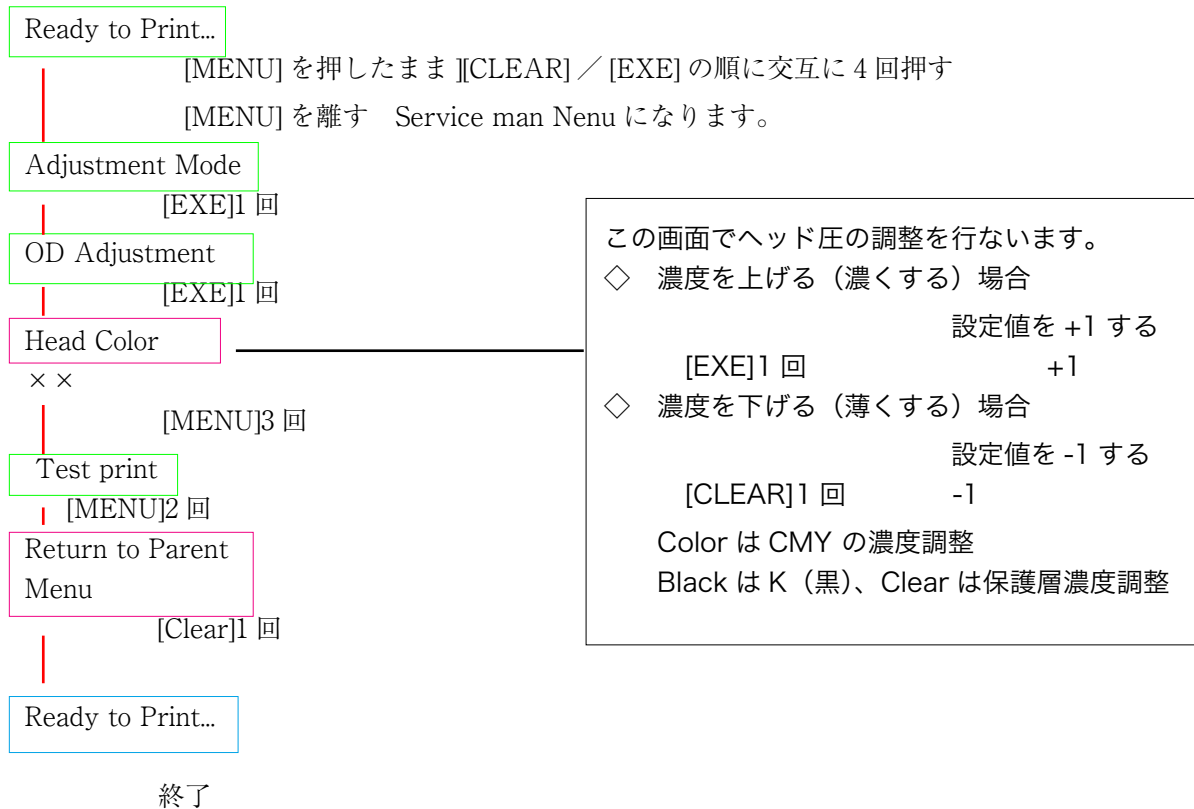 Ready to Print...
[MENU] を押したまま ][CLEAR] ／ [EXE] の順に交互に 4 回押す
[MENU] を離す　Service man Nenu になります。
Adjustment Mode
[EXE]1 回
OD Adjustment
[EXE]1 回
Head Color
× ×
[MENU]3 回
Test print
[MENU]2 回
Return to Parent
Menu
[Clear]1 回
Ready to Print...
終了
この画面でヘッド圧の調整を行ないます。
◇　濃度を上げる（濃くする）場合
設定値を +1 する
[EXE]1 回　+1
◇　濃度を下げる（薄くする）場合
設定値を -1 する
[CLEAR]1 回　-1
Color は CMY の濃度調整
Black は K（黒）、Clear は保護層濃度調整